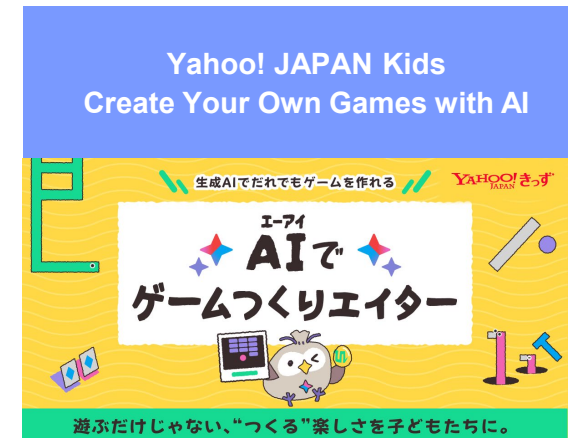 Yahoo! JAPAN Kids
Create Your Own Games with AI
生成AIでだれでもゲームを作れる
YAHOO!きっず
JAPAN
エーアイ
AIで
ゲームつくりエイター
遊ぶだけじゃない、“つくる”楽しさを子どもたちに。